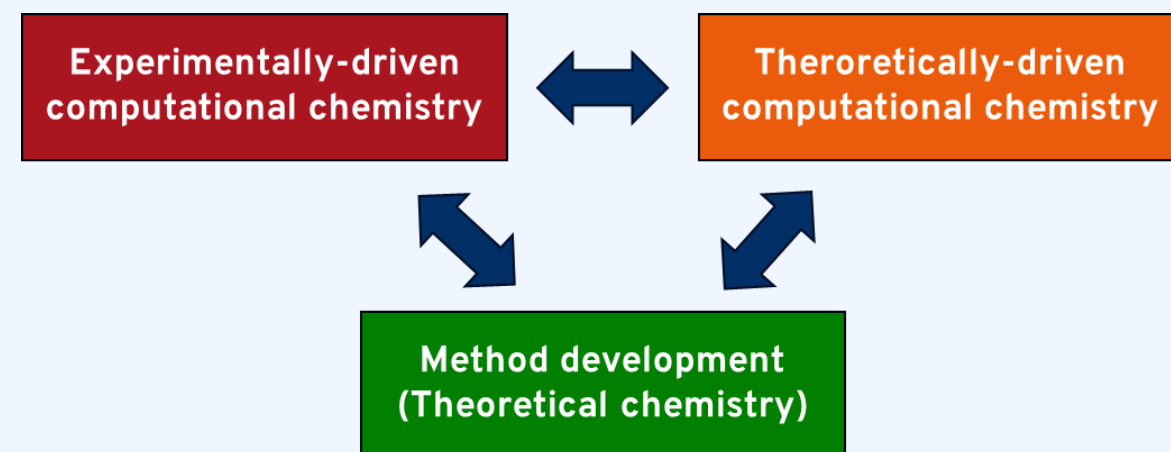 Experimentally-driven
computational chemistry
Theroretically-driven
computational chemistry
Method development
(Theoretical chemistry)